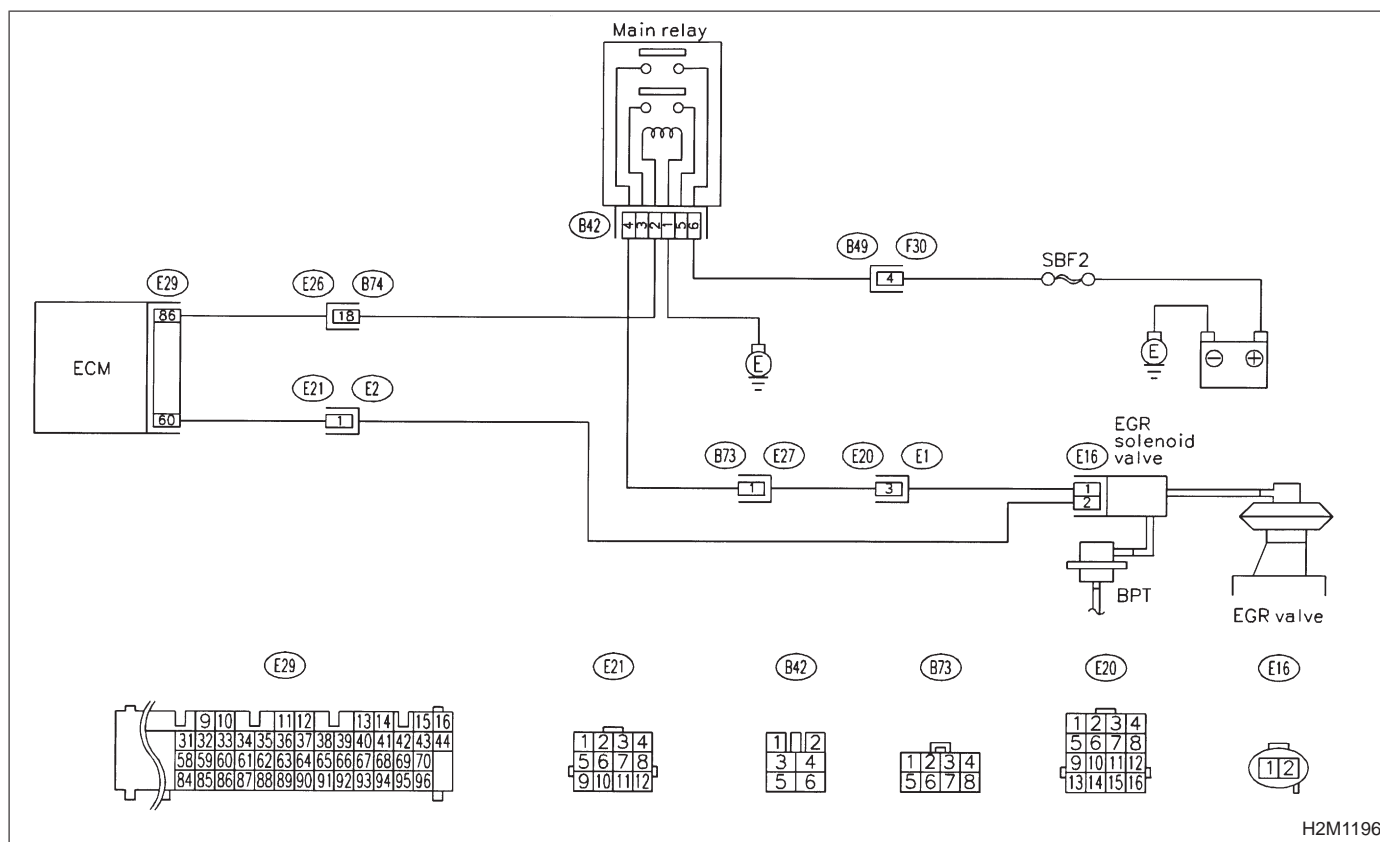 Main relay
B42
4 3 2 1 5 6
B49 F30
4
SBF2
E29
E26 B74
86
18
ECM
E
E
⊖ ⊕
E21 E2
60
1
EGR
solenoid
valve
B73 E27
E20 E1
E16
1
3
1
2
BPT
EGR valve
E29
E21
B42
B73
E20
E16
9 10 11 12 13 14 15 16
31 32 33 34 35 36 37 38 39 40 41 42 43 44
58 59 60 61 62 63 64 65 66 67 68 69 70
84 85 86 87 88 89 90 91 92 93 94 95 96
1 2 3 4
5 6 7 8
9 10 11 12
1 2
3 4
5 6
1 2 3 4
5 6 7 8
1 2 3 4
5 6 7 8
9 10 11 12
13 14 15 16
1 2
H2M1196